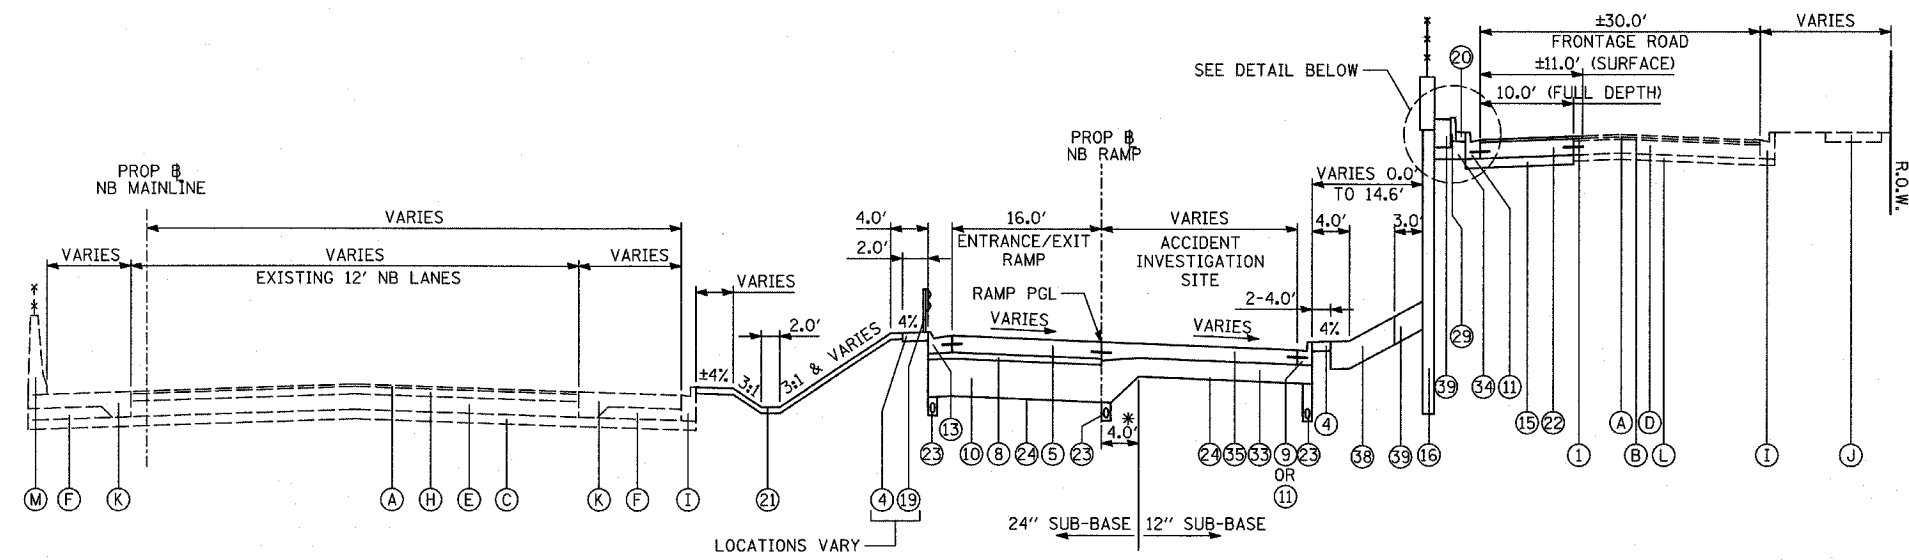 ±30.0'
VARIES
FRONTAGE ROAD
20
±11.0' (SURFACE)
SEE DETAIL BELOW
10.0' (FULL DEPTH)
PROP ℄
NB RAMP
PROP ℄
NB MAINLINE
VARIES 0.0'
TO 14.6'
R.O.W.
VARIES
4.0'
16.0'
VARIES
4.0'
3.0'
2.0'
ENTRANCE/EXIT
RAMP
ACCIDENT
INVESTIGATION
SITE
VARIES
VARIES
VARIES
EXISTING 12' NB LANES
VARIES
RAMP PGL
2-4.0'
2.0'
4%
VARIES
VARIES
4%
29
±4%
3:1
3:1 & VARIES
39
34
11
*
4.0'
13
4
15
22
A
D
23
10
8
24
5
23
24
35
33
9
23
38
39
16
1
B
L
I
J
OR
11
M
F
K
A
H
E
C
K
F
I
21
4
19
24" SUB-BASE
12" SUB-BASE
LOCATIONS VARY